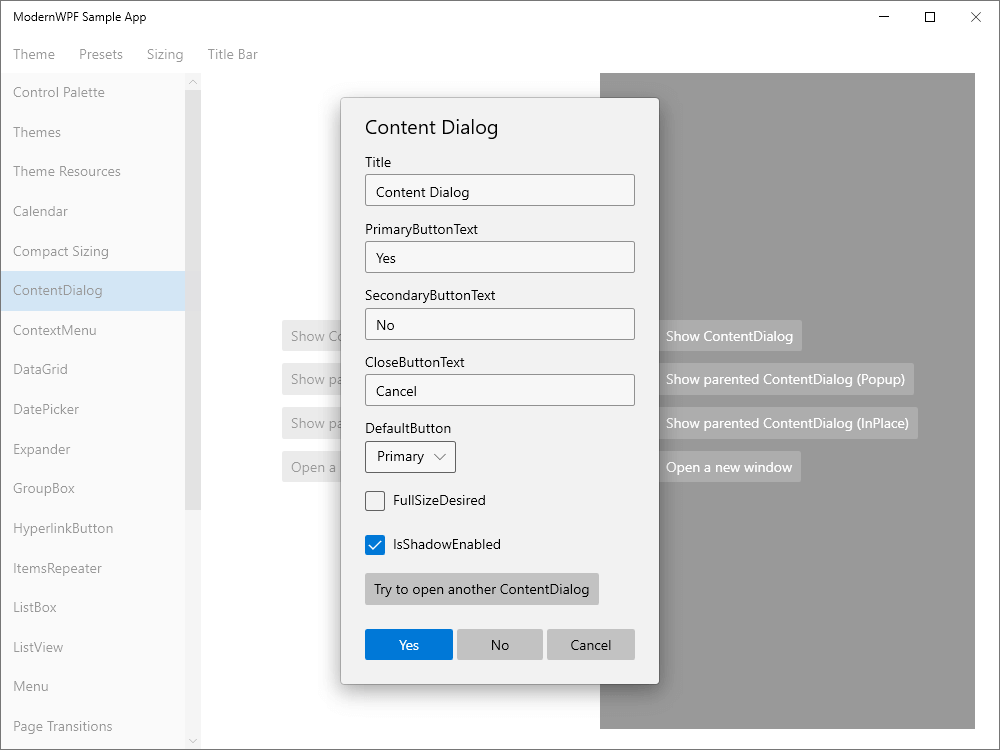 ModernWPF Sample App
Theme Presets Sizing Title Bar
Control Palette
Themes
Theme Resources
Calendar
Compact Sizing
ContentDialog
ContextMenu
DataGrid
DatePicker
Expander
GroupBox
HyperlinkButton
ItemsRepeater
ListBox
ListView
Menu
Page Transitions
Show Co
Show pa
Show pa
Open a
Content Dialog
Title
Content Dialog
PrimaryButtonText
Yes
SecondaryButtonText
No
CloseButtonText
Cancel
DefaultButton
Primary
FullSizeDesired
IsShadowEnabled
Try to open another ContentDialog
Yes No Cancel
Show ContentDialog
Show parented ContentDialog (Popup)
Show parented ContentDialog (InPlace)
Open a new window